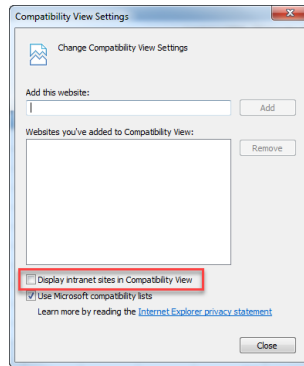 Compatibility View Settings
Change Compatibility View Settings
Add this website:
Add
Websites you've added to Compatibility View:
Remove
Display intranet sites in Compatibility View
Use Microsoft compatibility lists
Learn more by reading the Internet Explorer privacy statement
Close